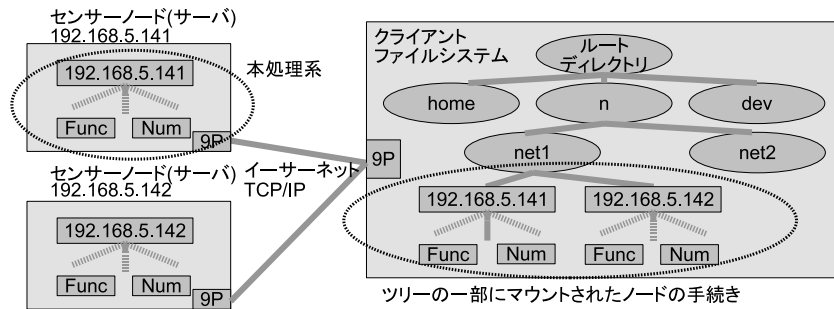 センサーノード(サーバ)
192.168.5.141
192.168.5.141
Func
Num
9P
本処理系
センサーノード(サーバ)
192.168.5.142
192.168.5.142
Func
Num
9P
イーサーネット
TCP/IP
クライアント
ファイルシステム
ルート
ディレクトリ
home
n
dev
9P
net1
net2
192.168.5.141
192.168.5.142
Func
Num
Func
Num
ツリーの一部にマウントされたノードの手続き